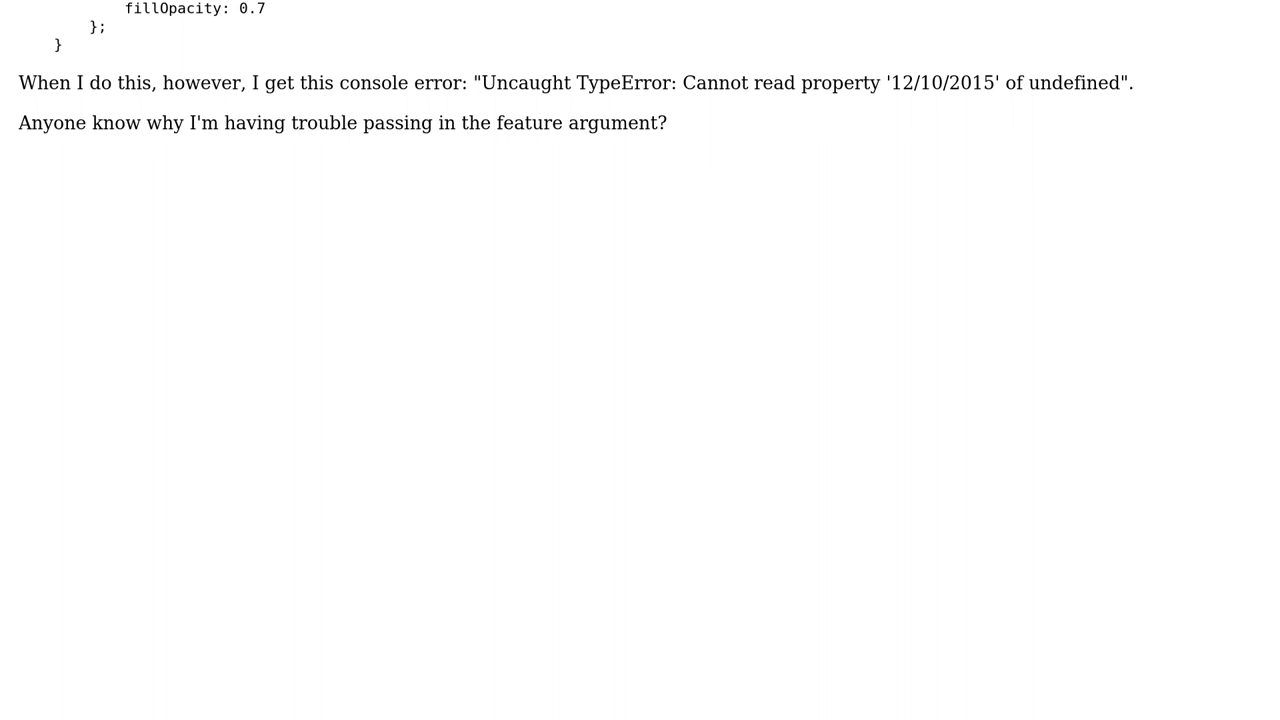 fillOpacity: 0.7
};
}
When I do this, however, I get this console error: "Uncaught TypeError: Cannot read property '12/10/2015' of undefined".
Anyone know why I'm having trouble passing in the feature argument?